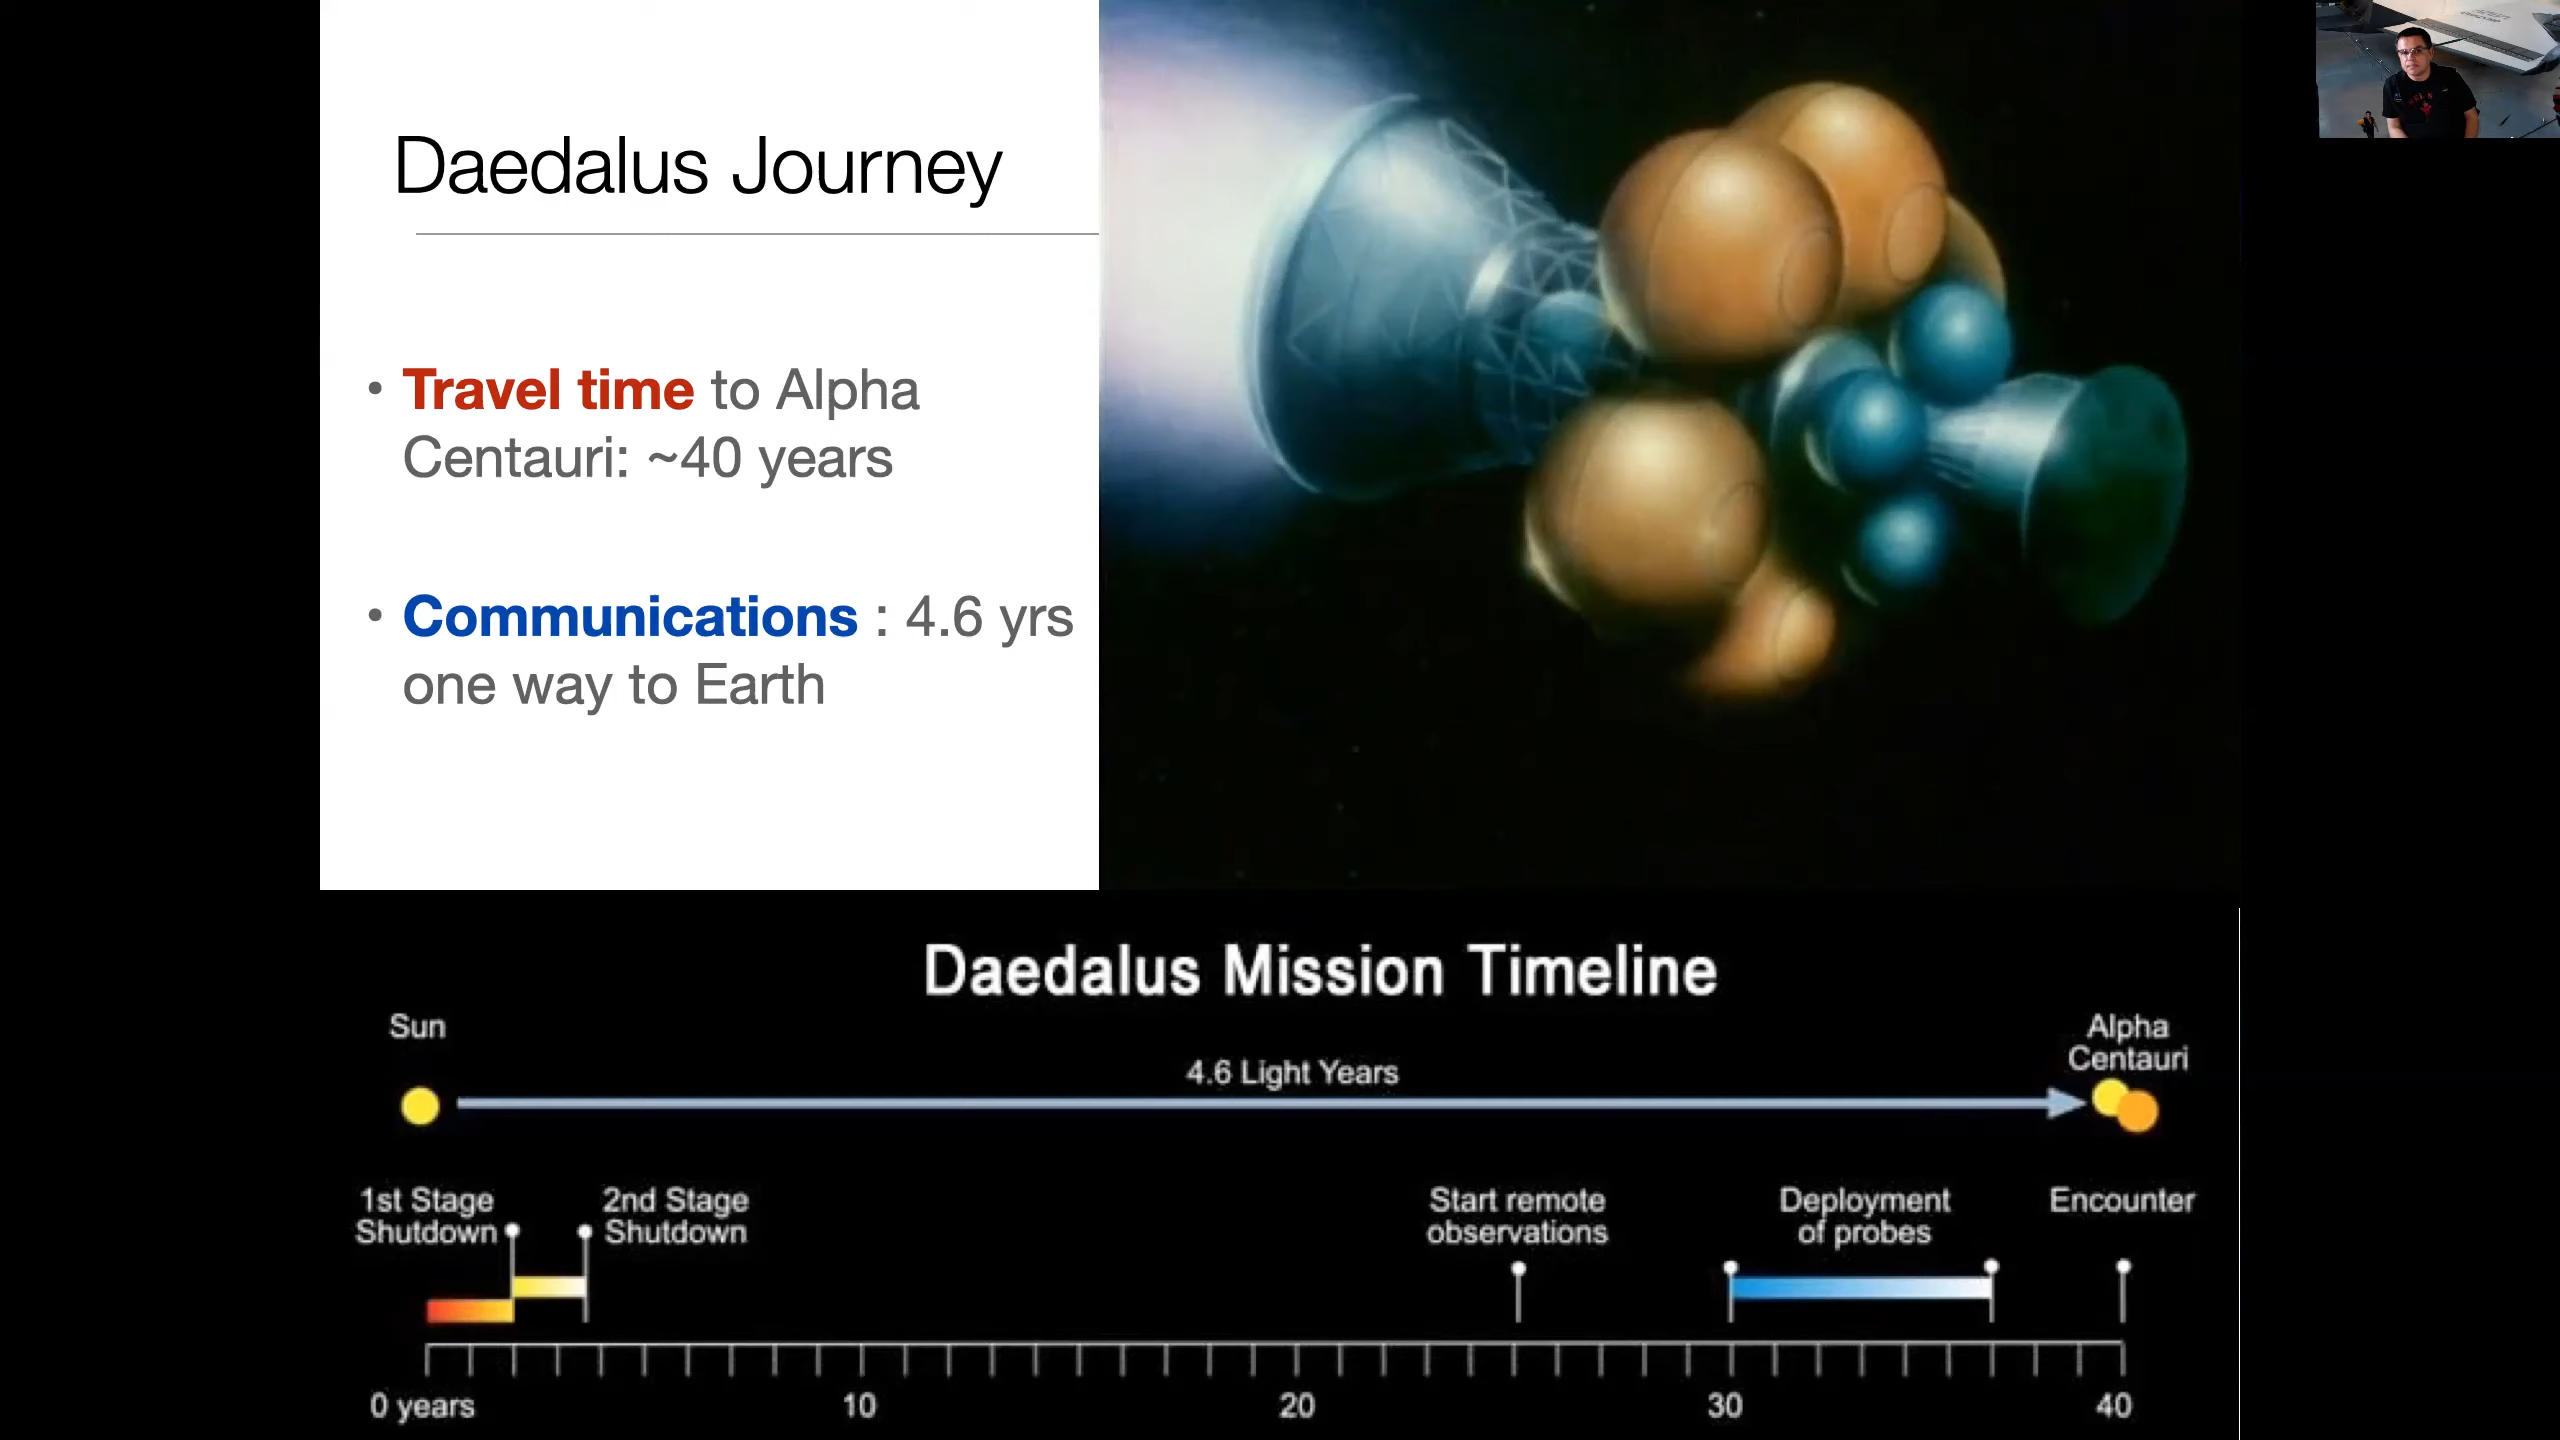 Daedalus Journey
• Travel time to Alpha
Centauri: ~40 years
• Communications : 4.6 yrs
one way to Earth
Daedalus Mission Timeline
Sun
Alpha
Centauri
4.6 Light Years
1st Stage
Shutdown
2nd Stage
Shutdown
Start remote
observations
Deployment
of probes
Encounter
0 years
10
20
30
40